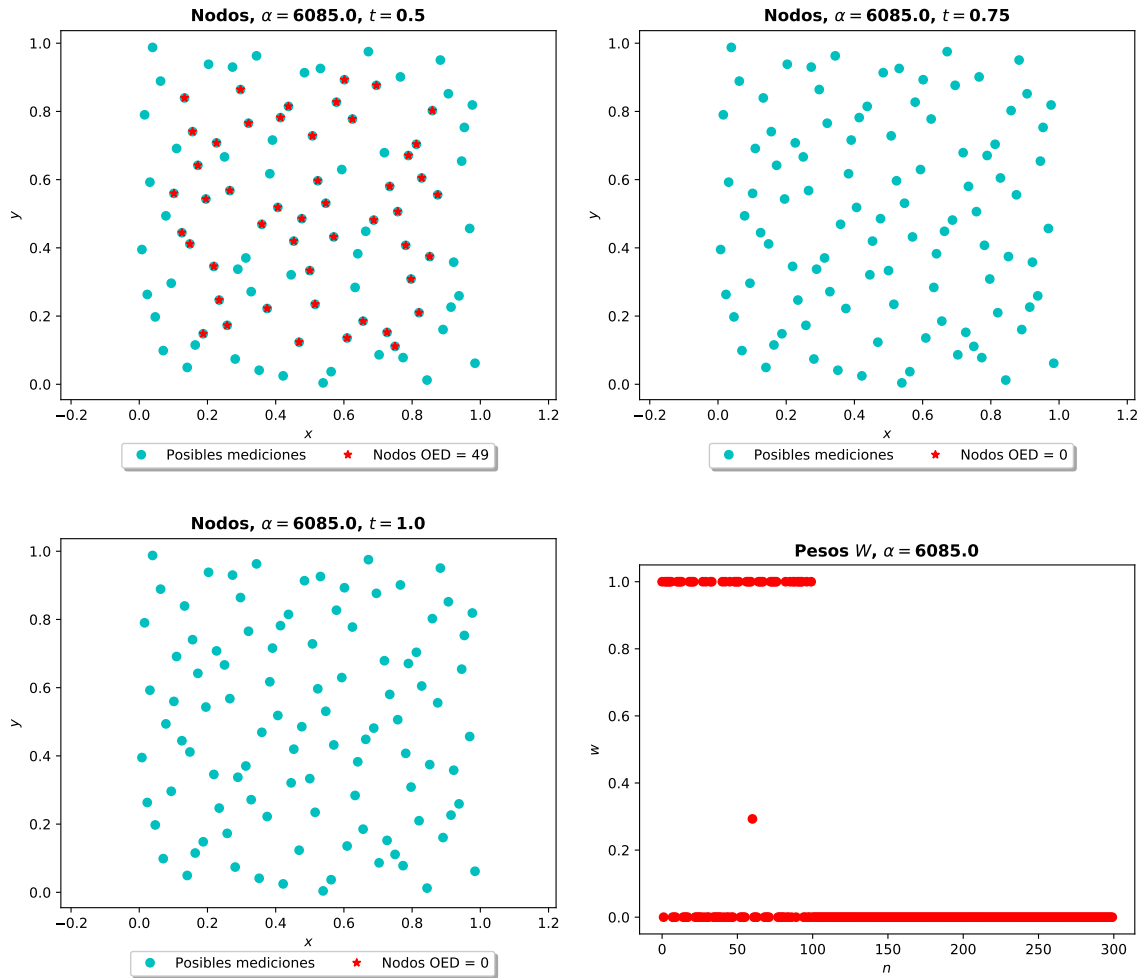 Nodos, α = 6085.0, t = 0.5
1.0
0.8
0.6
0.4
0.2
0.0
y
−0.2 0.0 0.2 0.4 0.6 0.8 1.0 1.2
x
Posibles mediciones Nodos OED = 49
Nodos, α = 6085.0, t = 0.75
1.0
0.8
0.6
0.4
0.2
0.0
y
−0.2 0.0 0.2 0.4 0.6 0.8 1.0 1.2
x
Posibles mediciones Nodos OED = 0
Nodos, α = 6085.0, t = 1.0
1.0
0.8
0.6
0.4
0.2
0.0
y
−0.2 0.0 0.2 0.4 0.6 0.8 1.0 1.2
x
Posibles mediciones Nodos OED = 0
Pesos W, α = 6085.0
1.0
0.8
0.6
0.4
0.2
0.0
w
0 50 100 150 200 250 300
n